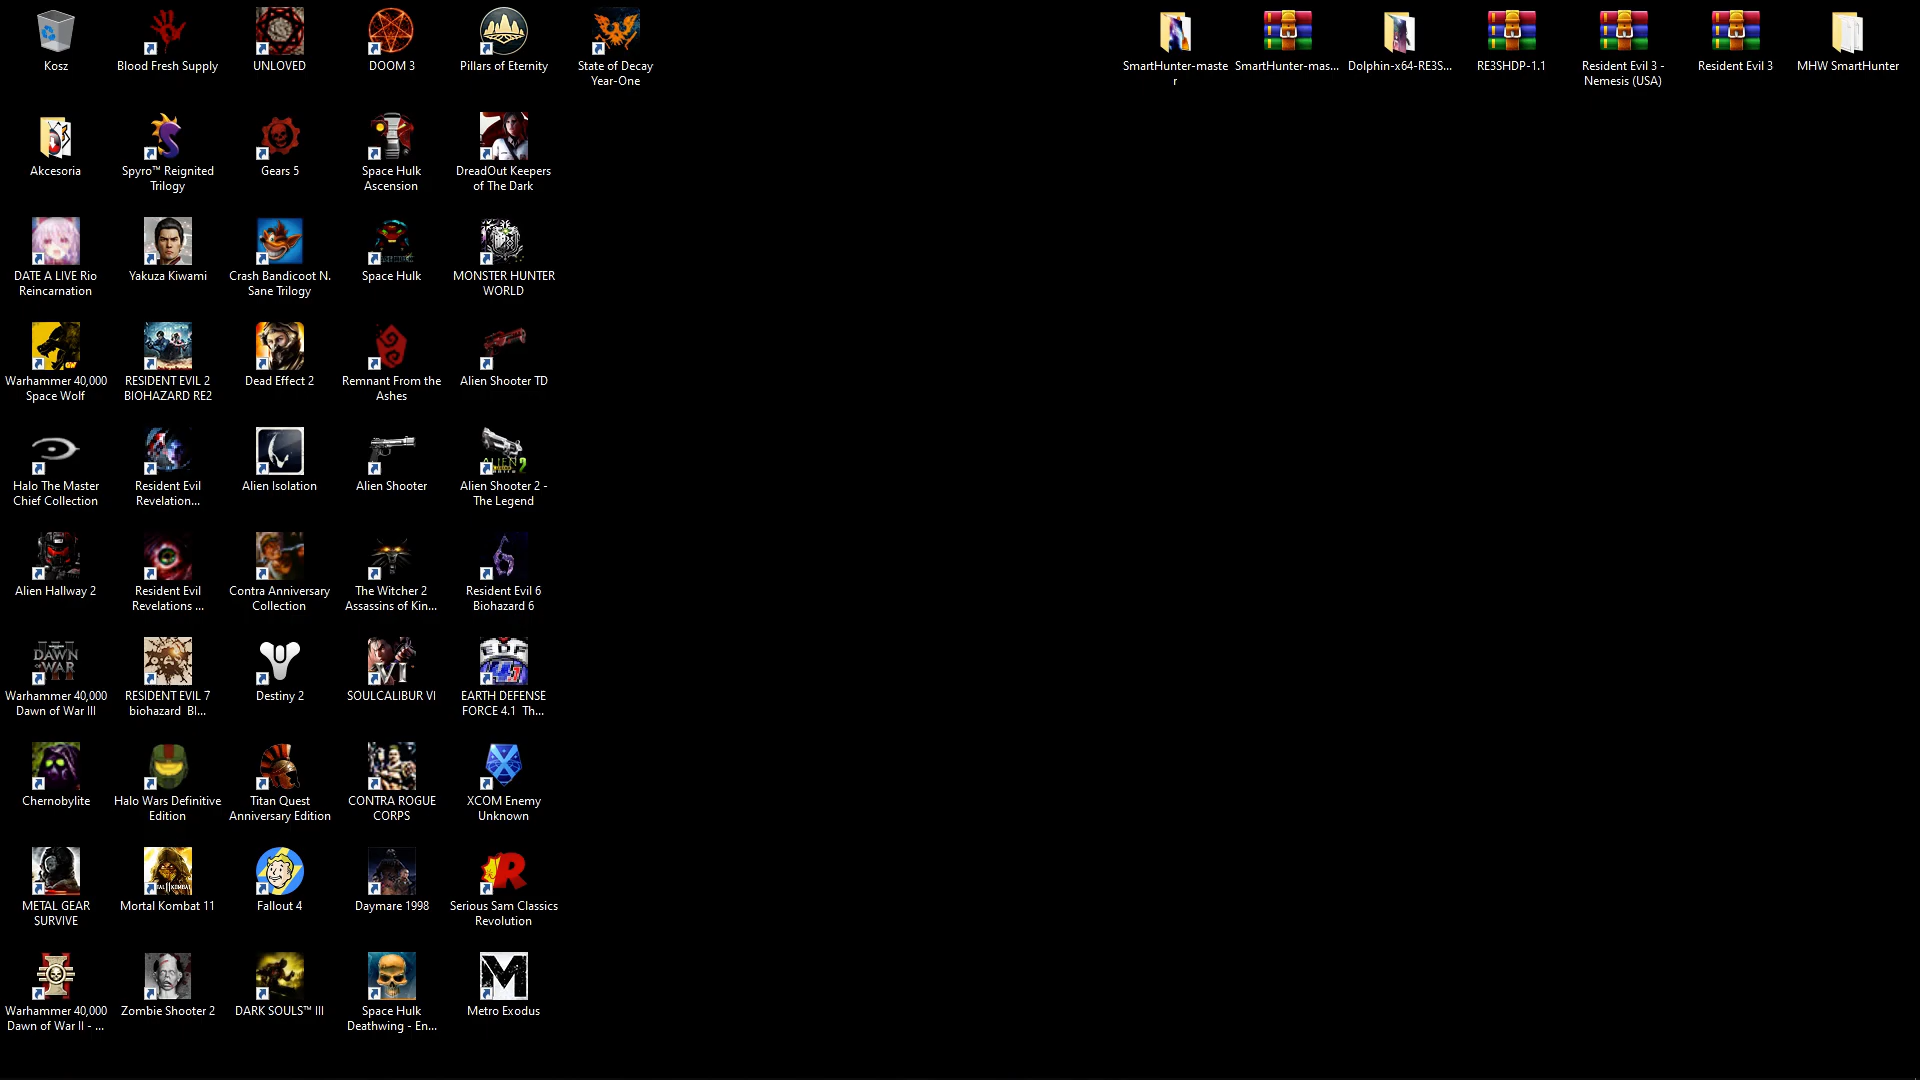 Kosz
Blood Fresh Supply
UNLOVED
DOOM 3
Pillars of Eternity
State of Decay
Year-One
SmartHunter-maste
r
SmartHunter-mas...
Dolphin-x64-RE3S...
RE3SHDP-1.1
Resident Evil 3 -
Nemesis (USA)
Resident Evil 3
MHW SmartHunter
Akcesoria
Spyro™ Reignited
Trilogy
Gears 5
Space Hulk
Ascension
DreadOut Keepers
of The Dark
DATE A LIVE Rio
Reincarnation
Yakuza Kiwami
Crash Bandicoot N.
Sane Trilogy
Space Hulk
MONSTER HUNTER
WORLD
Warhammer 40,000
Space Wolf
RESIDENT EVIL 2
BIOHAZARD RE2
Dead Effect 2
Remnant From the
Ashes
Alien Shooter TD
Halo The Master
Chief Collection
Resident Evil
Revelation...
Alien Isolation
Alien Shooter
Alien Shooter 2 -
The Legend
Alien Hallway 2
Resident Evil
Revelations ...
Contra Anniversary
Collection
The Witcher 2
Assassins of Kin...
Resident Evil 6
Biohazard 6
DAWN
OF WAR
Warhammer 40,000
Dawn of War III
RESIDENT EVIL 7
biohazard  BI...
Destiny 2
VI
SOULCALIBUR VI
EDF
4.1
EARTH DEFENSE
FORCE 4.1  Th...
Chernobylite
Halo Wars Definitive
Edition
Titan Quest
Anniversary Edition
CONTRA ROGUE
CORPS
XCOM Enemy
Unknown
METAL GEAR
SURVIVE
Mortal Kombat 11
Fallout 4
Daymare 1998
R
Serious Sam Classics
Revolution
Warhammer 40,000
Dawn of War II - ...
Zombie Shooter 2
DARK SOULS™ III
Space Hulk
Deathwing - En...
M
Metro Exodus